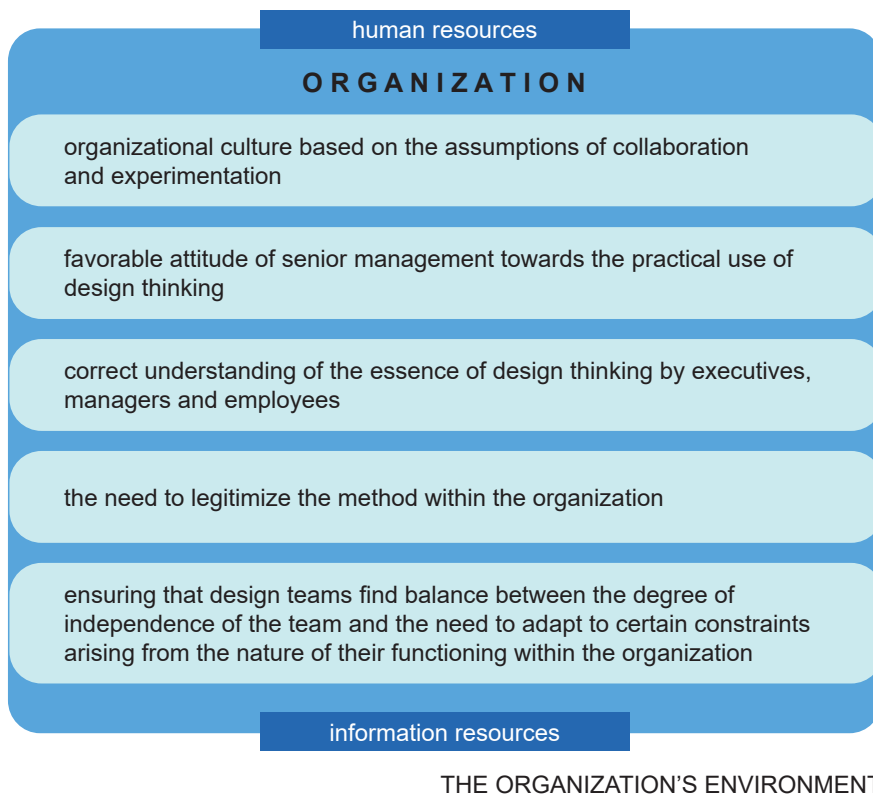 human resources
ORGANIZATION
organizational culture based on the assumptions of collaboration
and experimentation
favorable attitude of senior management towards the practical use of
design thinking
correct understanding of the essence of design thinking by executives,
managers and employees
the need to legitimize the method within the organization
ensuring that design teams find balance between the degree of
independence of the team and the need to adapt to certain constraints
arising from the nature of their functioning within the organization
information resources
THE ORGANIZATION'S ENVIRONMENT